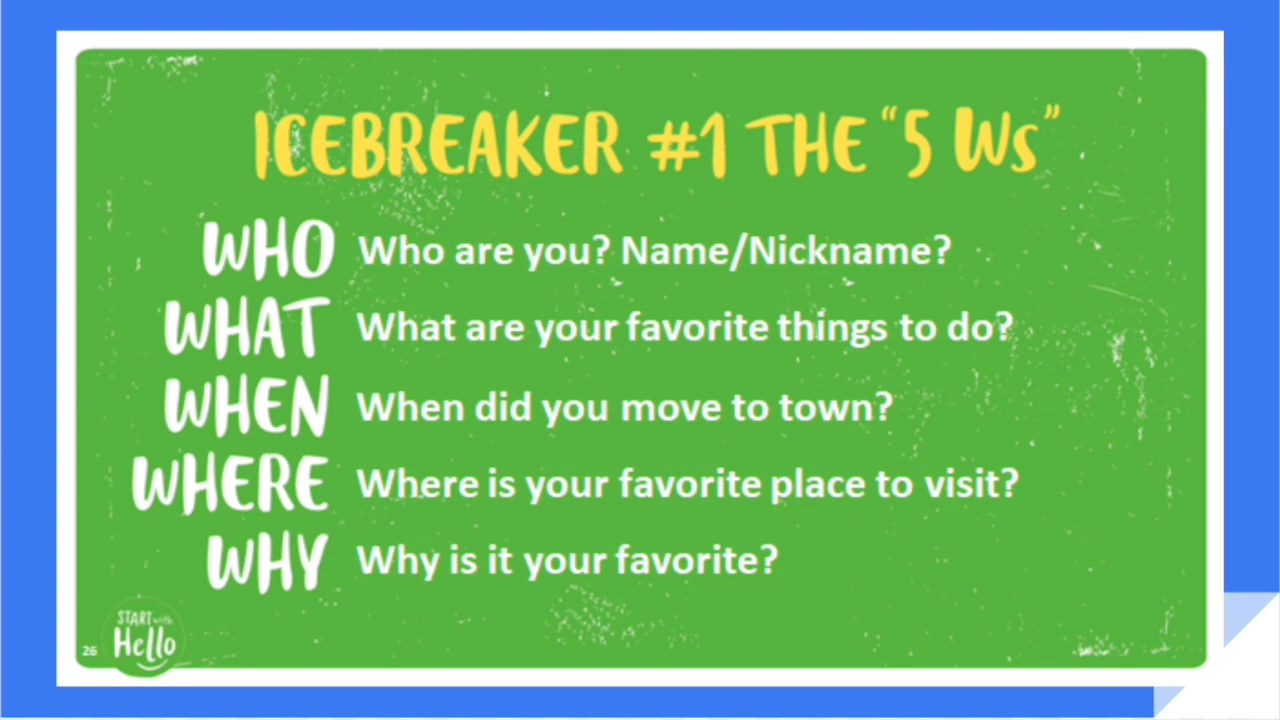 ICEBREAKER #1 THE “5 Ws”
WHO Who are you? Name/Nickname?
WHAT What are your favorite things to do?
WHEN When did you move to town?
WHERE Where is your favorite place to visit?
WHY Why is it your favorite?
START with
Hello
26